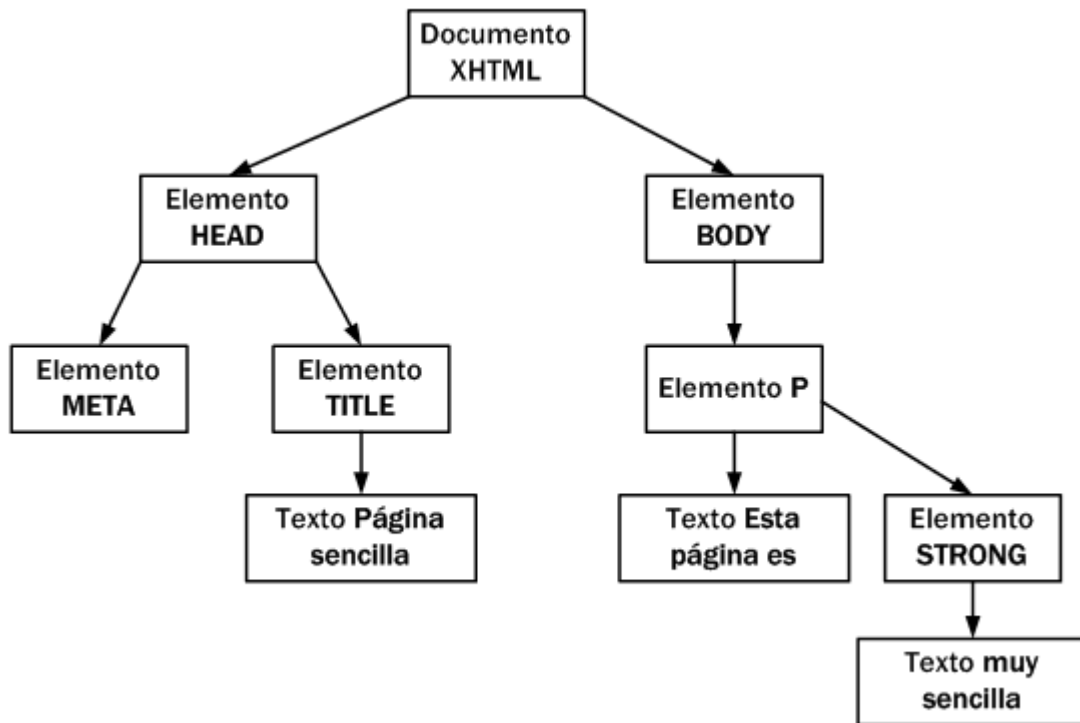 Documento
XHTML
Elemento
HEAD
Elemento
BODY
Elemento
META
Elemento
TITLE
Elemento P
Texto Página
sencilla
Texto Esta
página es
Elemento
STRONG
Texto muy
sencilla